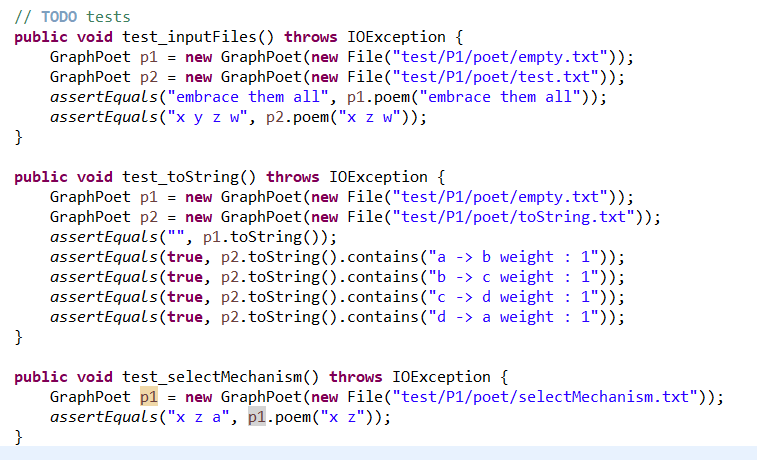 // TODO tests
public void test_inputFiles() throws IOException {
    GraphPoet p1 = new GraphPoet(new File("test/P1/poet/empty.txt"));
    GraphPoet p2 = new GraphPoet(new File("test/P1/poet/test.txt"));
    assertEquals("embrace them all", p1.poem("embrace them all"));
    assertEquals("x y z w", p2.poem("x z w"));
}
public void test_toString() throws IOException {
    GraphPoet p1 = new GraphPoet(new File("test/P1/poet/empty.txt"));
    GraphPoet p2 = new GraphPoet(new File("test/P1/poet/toString.txt"));
    assertEquals("", p1.toString());
    assertEquals(true, p2.toString().contains("a -> b weight : 1"));
    assertEquals(true, p2.toString().contains("b -> c weight : 1"));
    assertEquals(true, p2.toString().contains("c -> d weight : 1"));
    assertEquals(true, p2.toString().contains("d -> a weight : 1"));
}
public void test_selectMechanism() throws IOException {
    GraphPoet p1 = new GraphPoet(new File("test/P1/poet/selectMechanism.txt"));
    assertEquals("x z a", p1.poem("x z"));
}